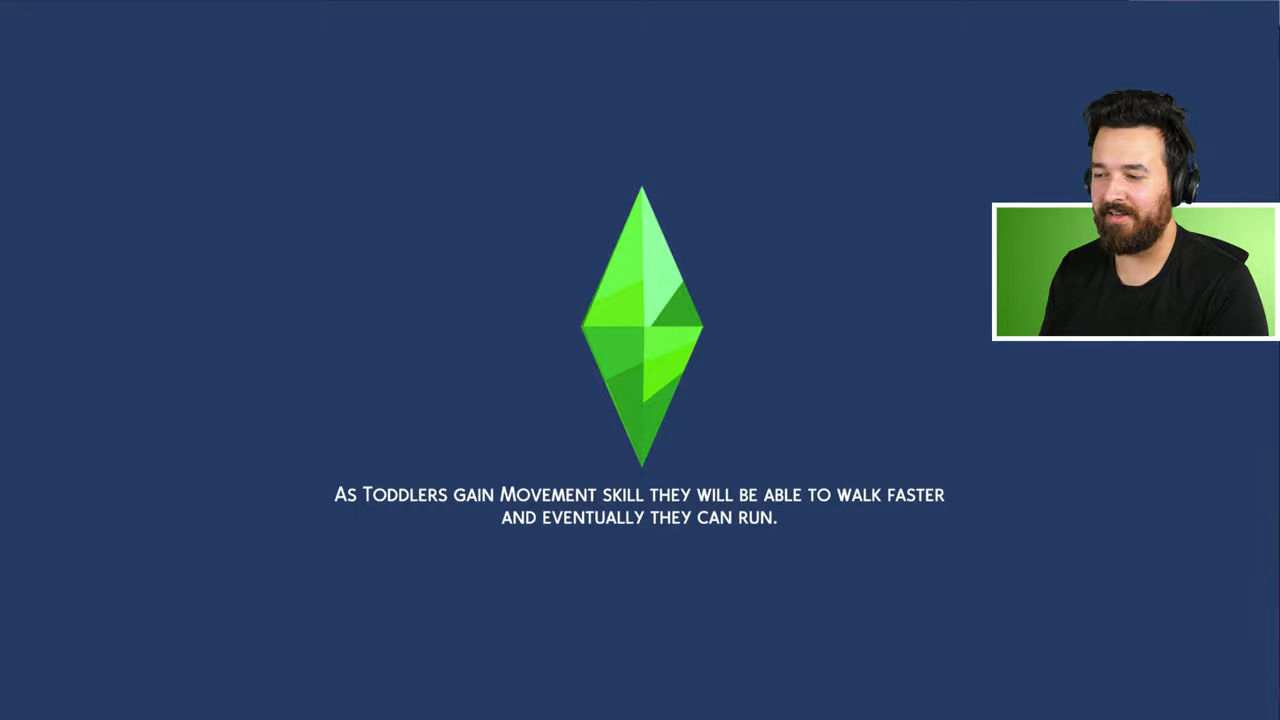 As Toddlers gain Movement skill they will be able to walk faster
and eventually they can run.